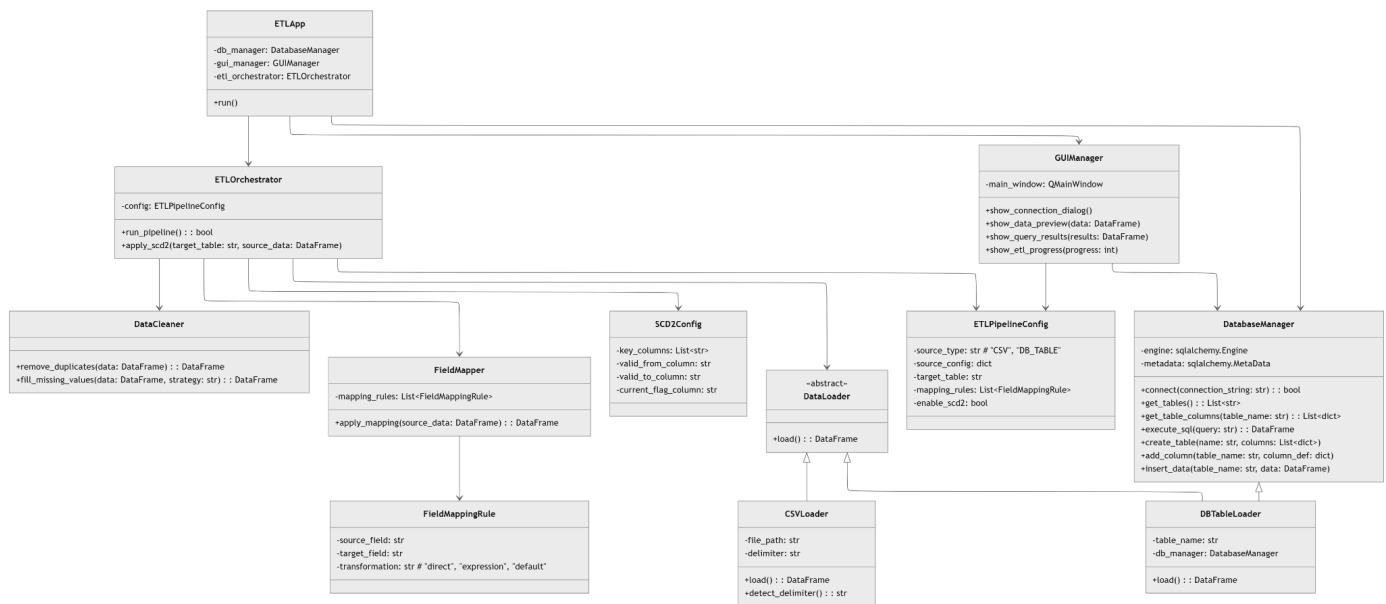 ETLApp
-db_manager: DatabaseManager
-gui_manager: GUIManager
-etl_orchestrator: ETLOrchestrator
+run()
ETLOrchestrator
-config: ETLPipelineConfig
+run_pipeline() : : bool
+apply_scd2(target_table: str, source_data: DataFrame)
GUIManager
-main_window: QMainWindow
+show_connection_dialog()
+show_data_preview(data: DataFrame)
+show_query_results(results: DataFrame)
+show_etl_progress(progress: int)
DataCleaner
+remove_duplicates(data: DataFrame) : : DataFrame
+fill_missing_values(data: DataFrame, strategy: str) : : DataFrame
FieldMapper
-mapping_rules: List<FieldMappingRule>
+apply_mapping(source_data: DataFrame) : : DataFrame
SCD2Config
-key_columns: List<str>
-valid_from_column: str
-valid_to_column: str
-current_flag_column: str
«abstract»
DataLoader
+load() : : DataFrame
ETLPipelineConfig
-source_type: str # "CSV", "DB_TABLE"
-source_config: dict
-target_table: str
-mapping_rules: List<FieldMappingRule>
-enable_scd2: bool
DatabaseManager
-engine: sqlalchemy.Engine
-metadata: sqlalchemy.MetaData
+connect(connection_string: str) : : bool
+get_tables() : : List<str>
+get_table_columns(table_name: str) : : List<dict>
+execute_sql(query: str) : : DataFrame
+create_table(name: str, columns: List<dict>)
+add_column(table_name: str, column_def: dict)
+insert_data(table_name: str, data: DataFrame)
FieldMappingRule
-source_field: str
-target_field: str
-transformation: str # "direct", "expression", "default"
CSVLoader
-file_path: str
-delimiter: str
+load() : : DataFrame
+detect_delimiter() : : str
DBTableLoader
-table_name: str
-db_manager: DatabaseManager
+load() : : DataFrame